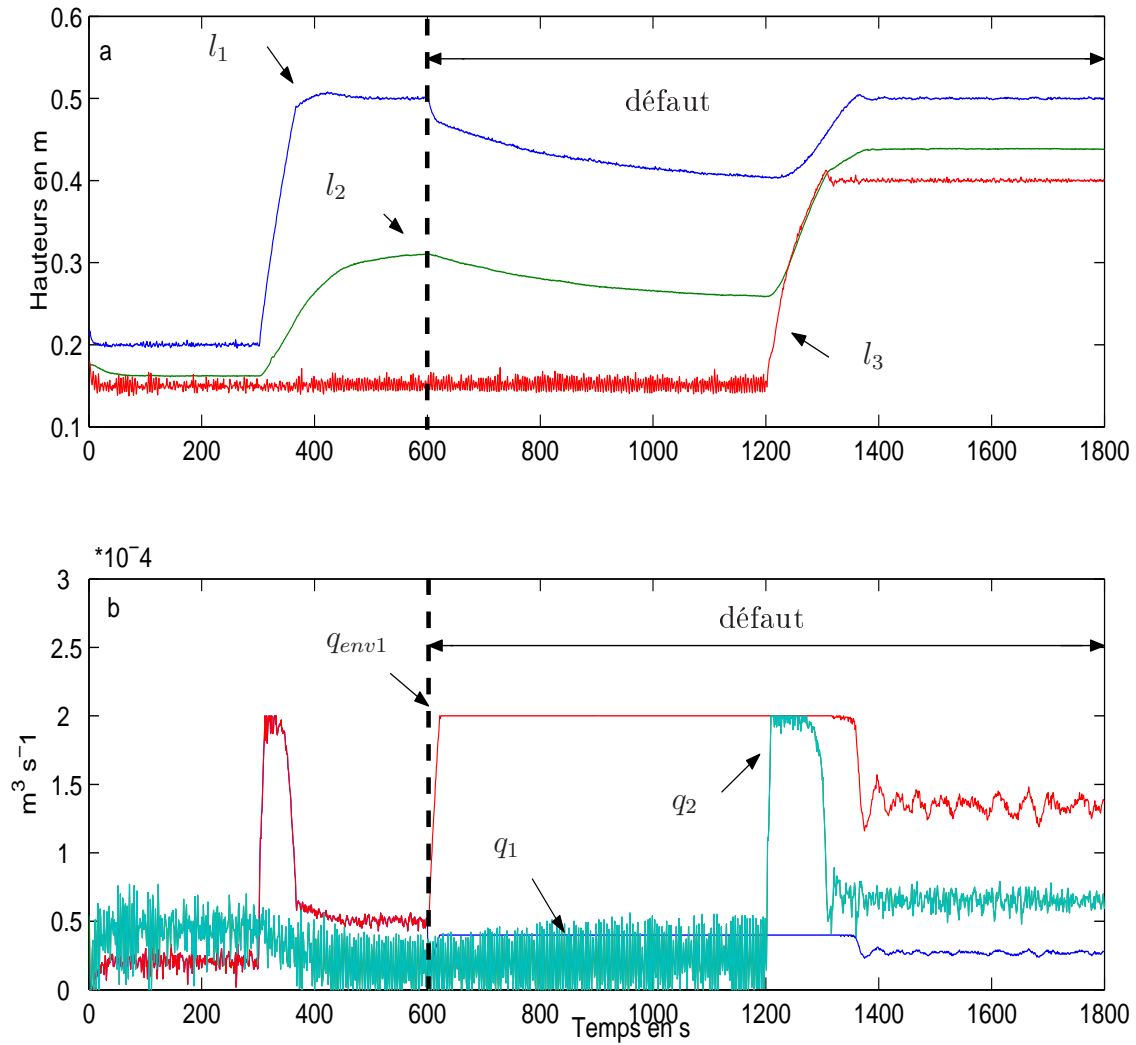 0.6
a
l₁
défaut
0.5
Hauteurs en m
0.4
l₂
0.3
0.2
l₃
0.1
0 200 400 600 800 1000 1200 1400 1600 1800
*10⁻4
3
b
défaut
q_{env1}
2.5
m³ s⁻1
2
q₂
1.5
q₁
1
0.5
0
0 200 400 600 800 1000 1200 1400 1600 1800
Temps en s